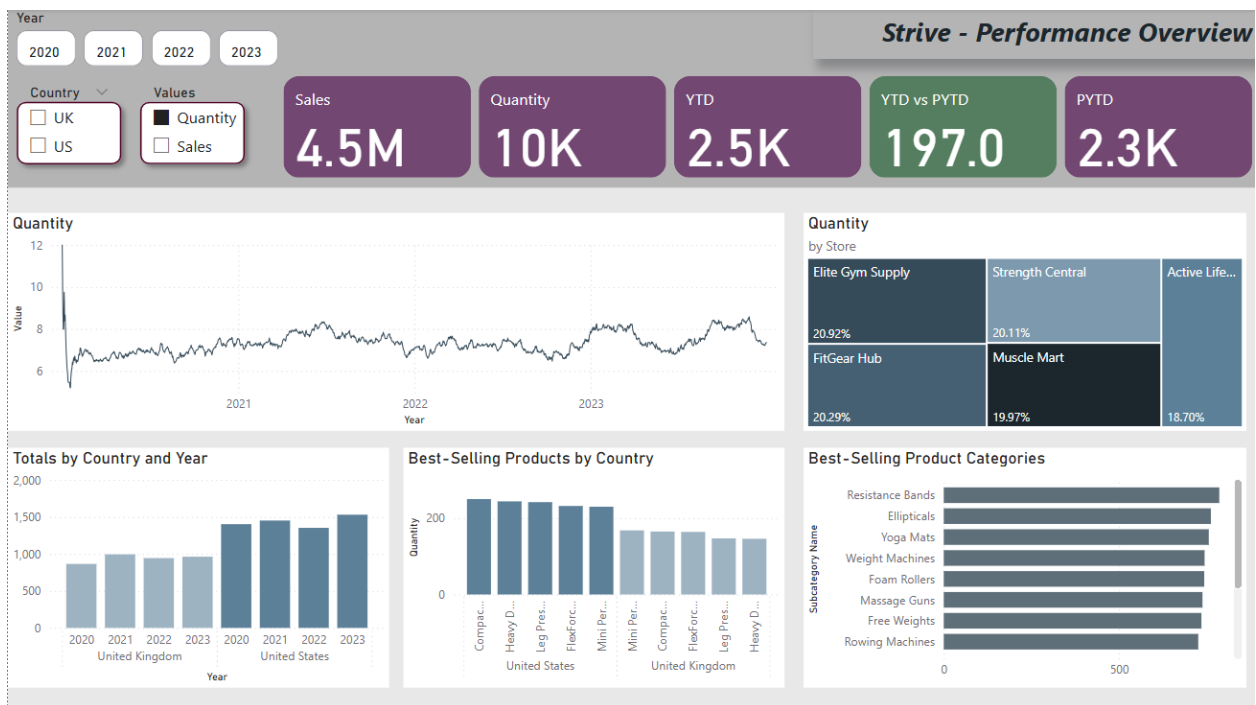 Year
Strive - Performance Overview
2020 2021 2022 2023
Country Values
UK Quantity
US Sales
Sales Quantity YTD YTD vs PYTD PYTD
4.5M 10K 2.5K 197.0 2.3K
Quantity
12
10
8
6
Value
2021 2022 2023
Year
Quantity
by Store
Elite Gym Supply Strength Central Active Life...
20.92% 20.11%
FitGear Hub Muscle Mart
20.29% 19.97% 18.70%
Totals by Country and Year
2,000
1,500
1,000
500
0
2020 2021 2022 2023 2020 2021 2022 2023
United Kingdom United States
Year
Best-Selling Products by Country
Quantity
200
0
Compac... Heavy D... Leg Pres... FlexForc... Mini Per... Mini Per... Compac... FlexForc... Leg Pres... Heavy D...
United States United Kingdom
Best-Selling Product Categories
Subcategory Name
Resistance Bands
Ellipticals
Yoga Mats
Weight Machines
Foam Rollers
Massage Guns
Free Weights
Rowing Machines
0 500